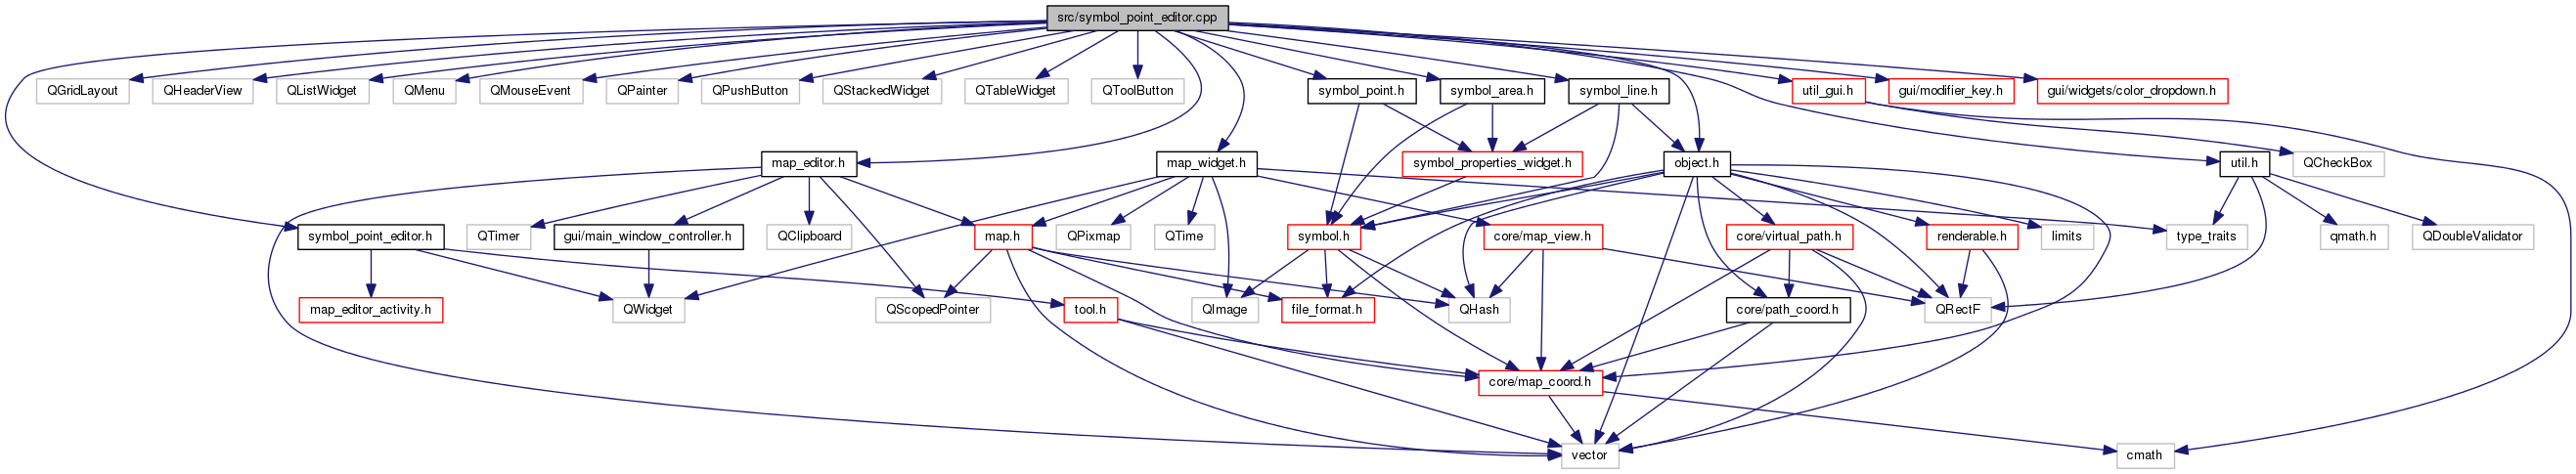 src/symbol_point_editor.cpp
QGridLayout
QHeaderView
QListWidget
QMenu
QMouseEvent
QPainter
QPushButton
QStackedWidget
QTableWidget
QToolButton
symbol_point.h
symbol_area.h
symbol_line.h
util_gui.h
gui/modifier_key.h
gui/widgets/color_dropdown.h
map_editor.h
map_widget.h
symbol_properties_widget.h
object.h
util.h
QCheckBox
symbol_point_editor.h
QTimer
gui/main_window_controller.h
QClipboard
map.h
QPixmap
QTime
core/map_view.h
symbol.h
core/virtual_path.h
renderable.h
limits
type_traits
qmath.h
QDoubleValidator
map_editor_activity.h
QWidget
QScopedPointer
tool.h
QImage
file_format.h
QHash
core/path_coord.h
QRectF
core/map_coord.h
vector
cmath